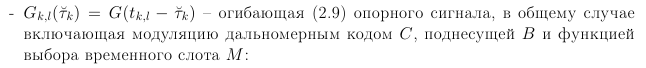 - G_{k,l}(τ̆_k) = G(t_{k,l} − τ̆_k) – огибающая (2.9) опорного сигнала, в общему случае
включающая модуляцию дальномерным кодом C, поднесущей B и функцией
выбора временного слота M: